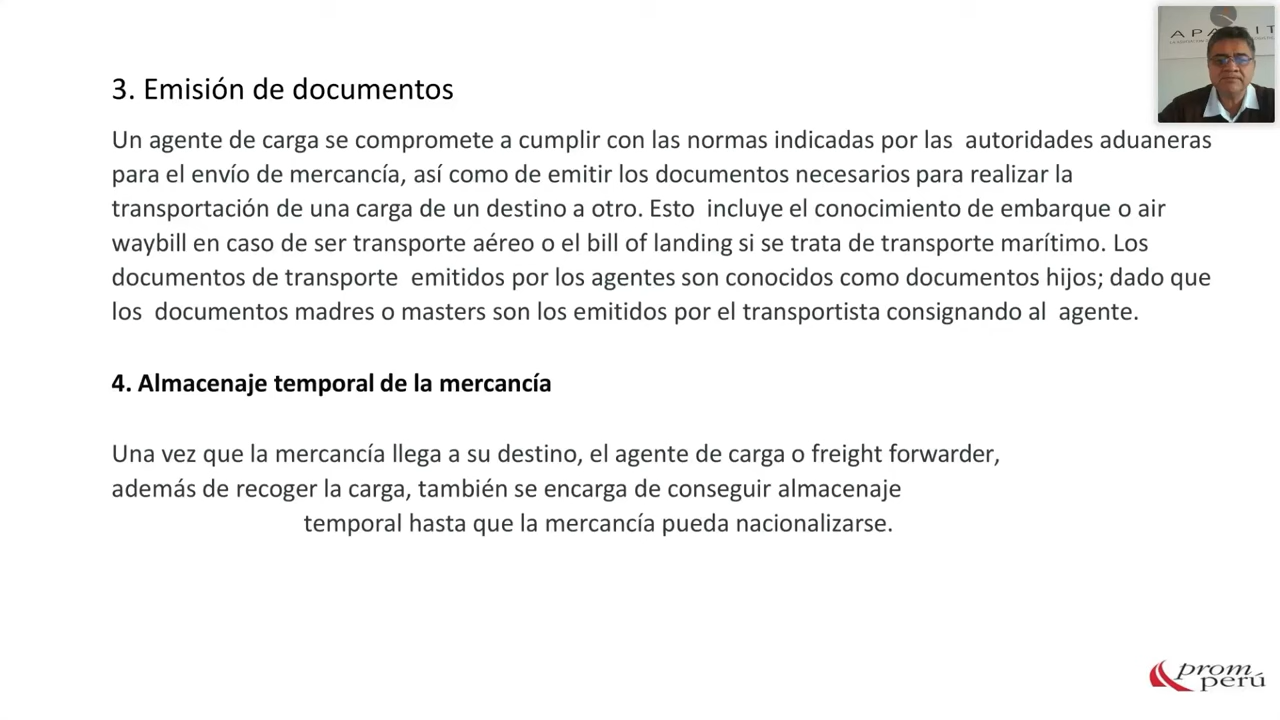 APA
IT
3. Emisión de documentos
Un agente de carga se compromete a cumplir con las normas indicadas por las autoridades aduaneras
para el envío de mercancía, así como de emitir los documentos necesarios para realizar la
transportación de una carga de un destino a otro. Esto incluye el conocimiento de embarque o air
waybill en caso de ser transporte aéreo o el bill of landing si se trata de transporte marítimo. Los
documentos de transporte emitidos por los agentes son conocidos como documentos hijos; dado que
los documentos madres o masters son los emitidos por el transportista consignando al agente.
4. Almacenaje temporal de la mercancía
Una vez que la mercancía llega a su destino, el agente de carga o freight forwarder,
además de recoger la carga, también se encarga de conseguir almacenaje
temporal hasta que la mercancía pueda nacionalizarse.
prom
perú